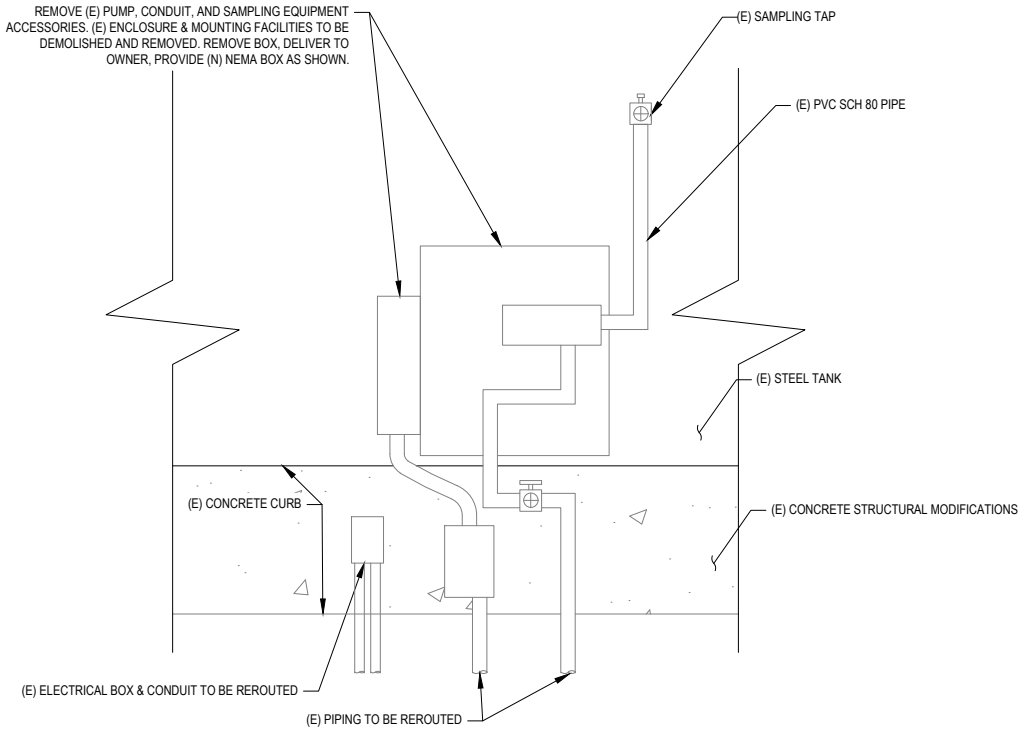 REMOVE (E) PUMP, CONDUIT, AND SAMPLING EQUIPMENT
ACCESSORIES. (E) ENCLOSURE & MOUNTING FACILITIES TO BE
DEMOLISHED AND REMOVED. REMOVE BOX, DELIVER TO
OWNER, PROVIDE (N) NEMA BOX AS SHOWN.
(E) SAMPLING TAP
(E) PVC SCH 80 PIPE
(E) STEEL TANK
(E) CONCRETE CURB
(E) CONCRETE STRUCTURAL MODIFICATIONS
(E) ELECTRICAL BOX & CONDUIT TO BE REROUTED
(E) PIPING TO BE REROUTED